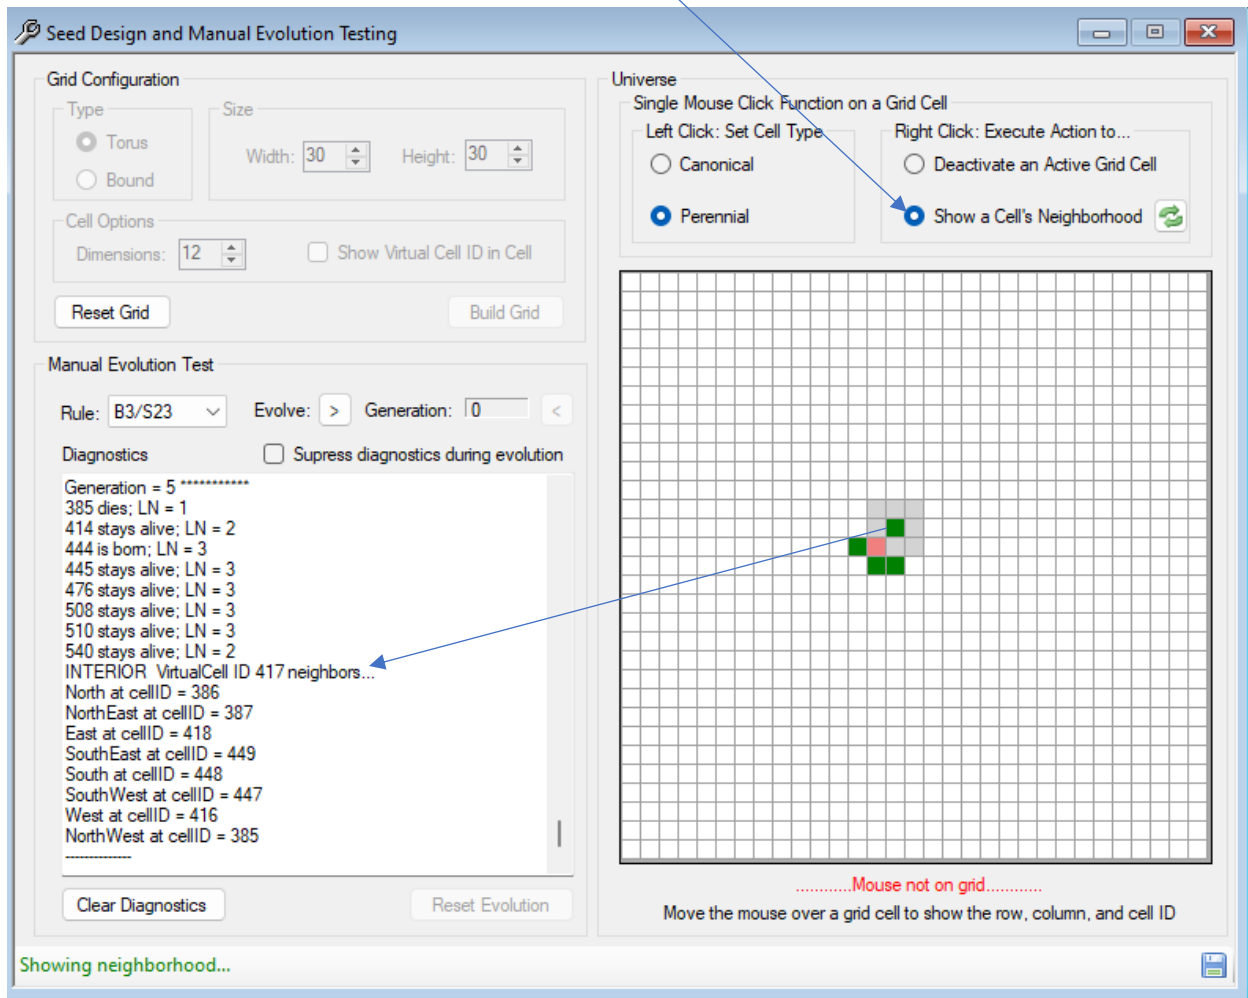 Seed Design and Manual Evolution Testing
Grid Configuration
Type
Torus
Bound
Size
Width: 30
Height: 30
Cell Options
Dimensions: 12
Show Virtual Cell ID in Cell
Reset Grid
Build Grid
Manual Evolution Test
Rule: B3/S23
Evolve: >
Generation: 0
<
Diagnostics
Supress diagnostics during evolution
Generation = 5 ***********
385 dies; LN = 1
414 stays alive; LN = 2
444 is born; LN = 3
445 stays alive; LN = 3
476 stays alive; LN = 3
508 stays alive; LN = 3
510 stays alive; LN = 3
540 stays alive; LN = 2
INTERIOR  VirtualCell ID 417 neighbors...
North at cellID = 386
NorthEast at cellID = 387
East at cellID = 418
SouthEast at cellID = 449
South at cellID = 448
SouthWest at cellID = 447
West at cellID = 416
NorthWest at cellID = 385
--------------
Clear Diagnostics
Reset Evolution
Universe
Single Mouse Click Function on a Grid Cell
Left Click: Set Cell Type
Canonical
Perennial
Right Click: Execute Action to...
Deactivate an Active Grid Cell
Show a Cell's Neighborhood
............Mouse not on grid............
Move the mouse over a grid cell to show the row, column, and cell ID
Showing neighborhood...